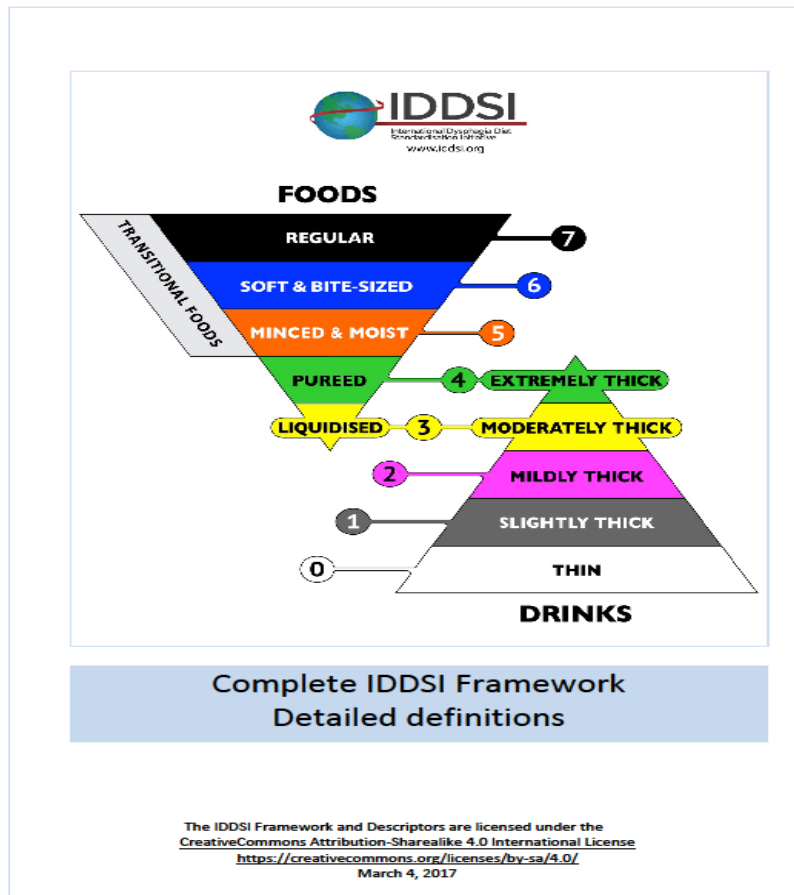 IDDSI
International Dysphagia Diet
Standardisation Initiative
www.iddsi.org
FOODS
TRANSITIONAL FOODS
REGULAR
7
SOFT & BITE-SIZED
6
MINCED & MOIST
5
PUREED
4
EXTREMELY THICK
LIQUIDISED
3
MODERATELY THICK
2
MILDLY THICK
1
SLIGHTLY THICK
0
THIN
DRINKS
Complete IDDSI Framework
Detailed definitions
The IDDSI Framework and Descriptors are licensed under the
CreativeCommons Attribution-Sharealike 4.0 International License
https://creativecommons.org/licenses/by-sa/4.0/
March 4, 2017